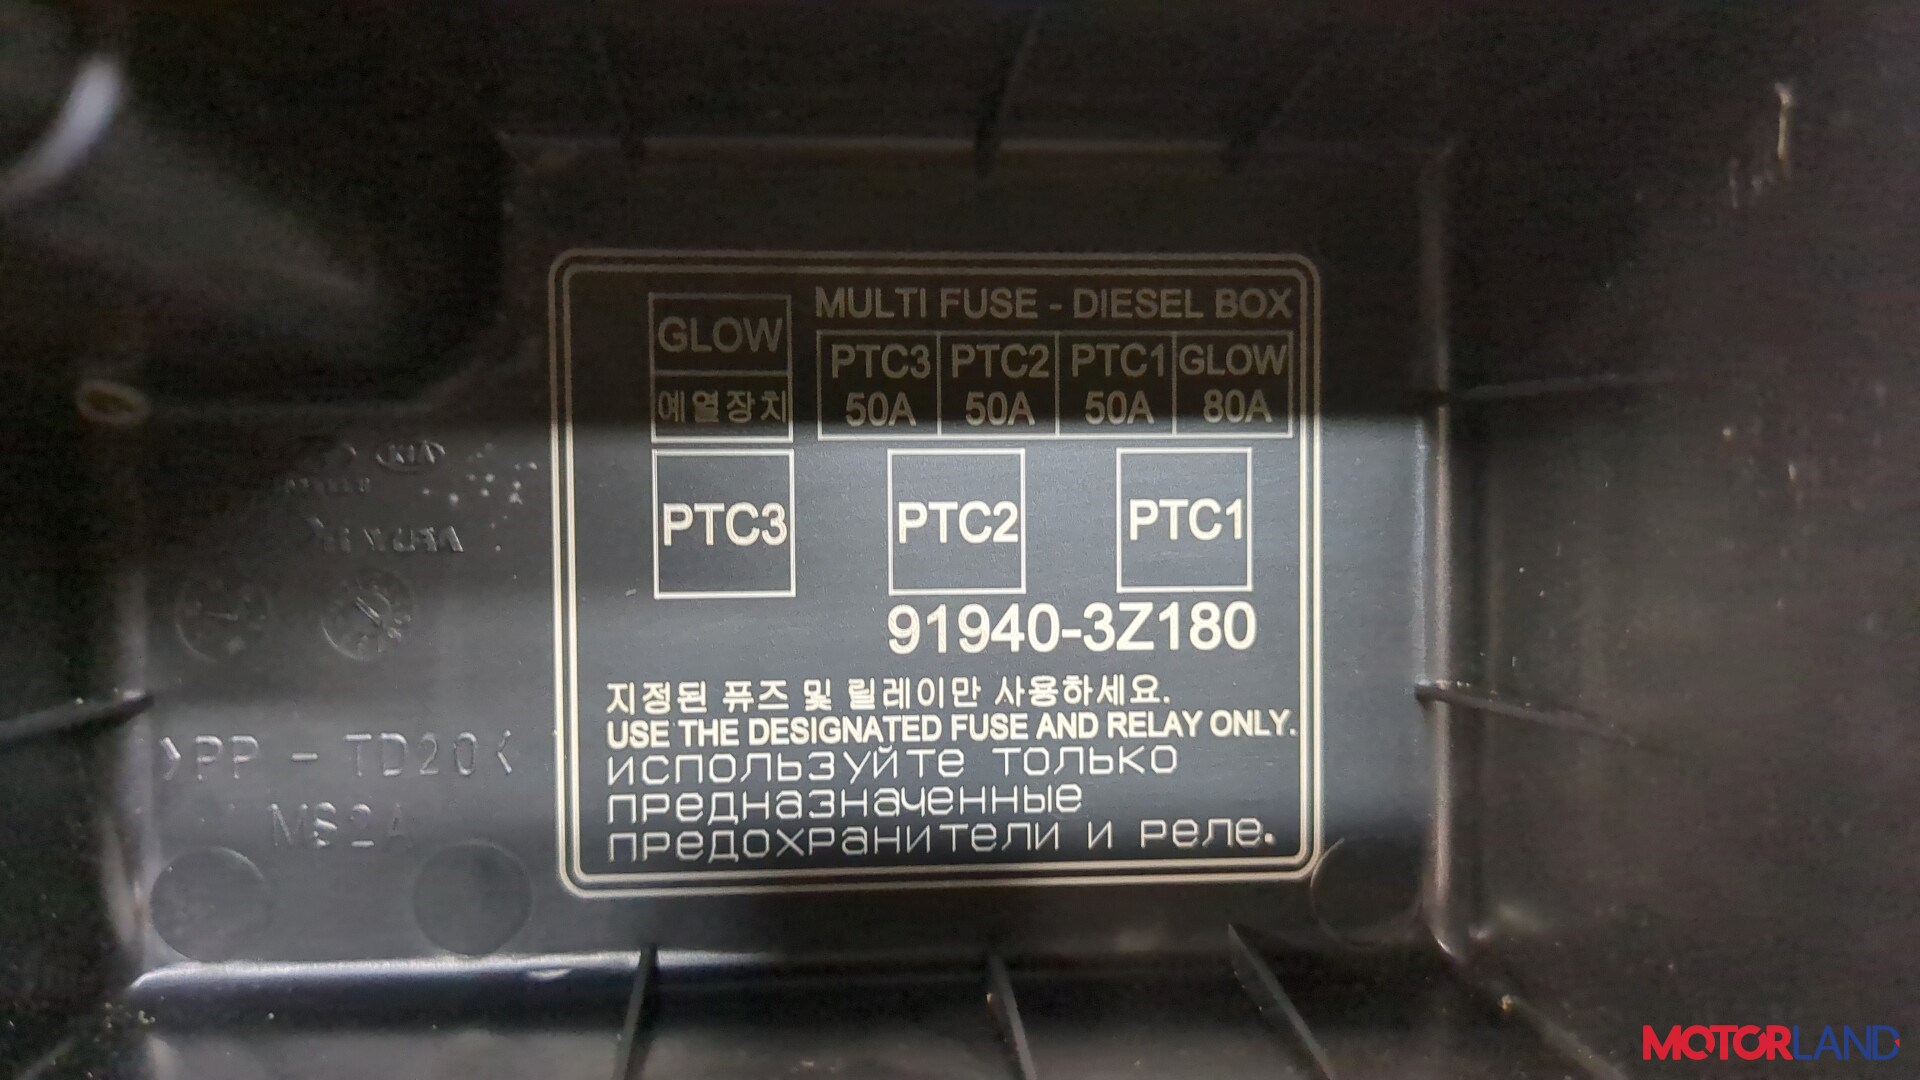 GLOW
예열장치
MULTI FUSE - DIESEL BOX
PTC3 PTC2 PTC1 GLOW
50A 50A 50A 80A
PTC3 PTC2 PTC1
91940-3Z180
지정된 퓨즈 및 릴레이만 사용하세요.
USE THE DESIGNATED FUSE AND RELAY ONLY.
используйте только
предназначенные
предохранители и реле.
KIA
>PP - TD20<
MS2A
MOTORLAND